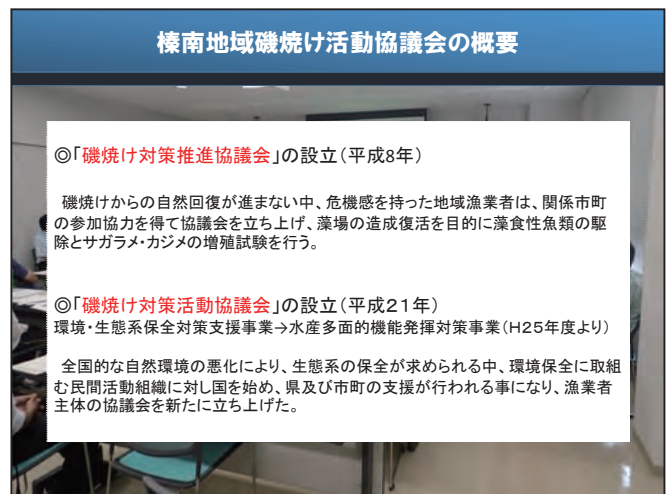 榛南地域磯焼け活動協議会の概要
◎「磯焼け対策推進協議会」の設立（平成8年）
磯焼けからの自然回復が進まない中、危機感を持った地域漁業者は、関係市町
の参加協力を得て協議会を立ち上げ、藻場の造成復活を目的に藻食性魚類の駆
除とサガラメ・カジメの増殖試験を行う。
◎「磯焼け対策活動協議会」の設立（平成２１年）
環境・生態系保全対策支援事業→水産多面的機能発揮対策事業（H25年度より）
全国的な自然環境の悪化により、生態系の保全が求められる中、環境保全に取組
む民間活動組織に対し国を始め、県及び市町の支援が行われる事になり、漁業者
主体の協議会を新たに立ち上げた。